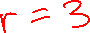 r = 3